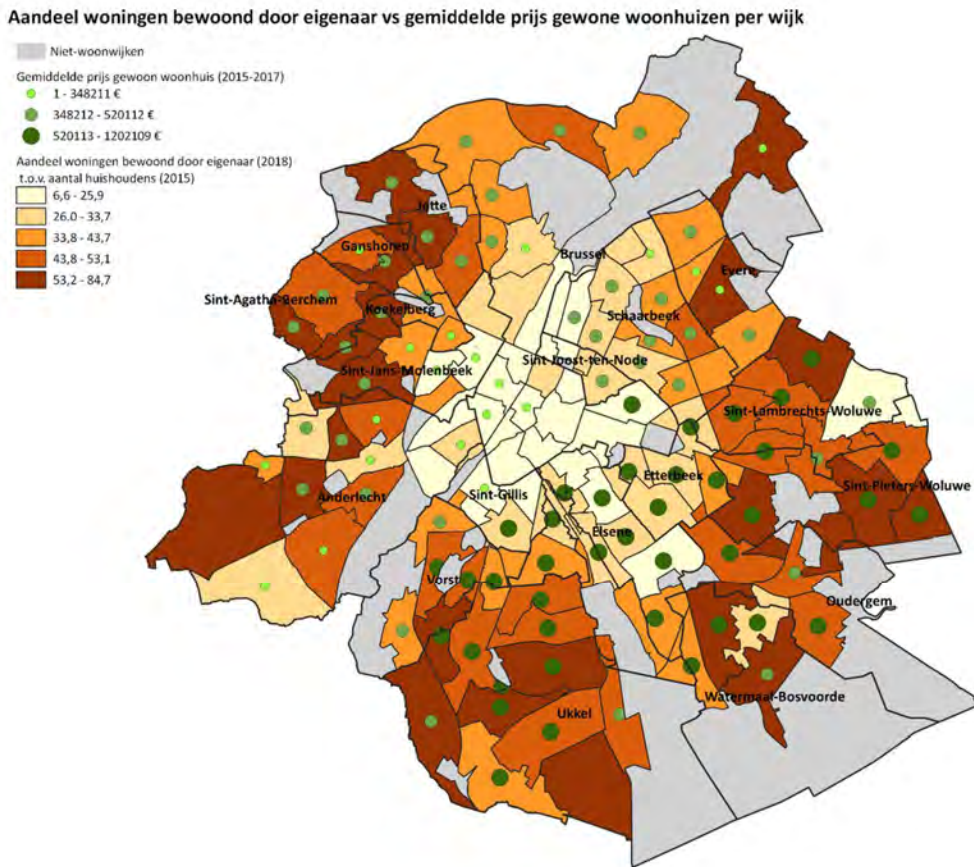 Aandeel woningen bewoond door eigenaar vs gemiddelde prijs gewone woonhuizen per wijk
Niet-woonwijken
Gemiddelde prijs gewoon woonhuis (2015-2017)
1 - 348211 €
348212 - 520112 €
520113 - 1202109 €
Aandeel woningen bewoond door eigenaar (2018)
t.o.v. aantal huishoudens (2015)
6,6 - 25,9
26.0 - 33,7
33,8 - 43,7
43,8 - 53,1
53,2 - 84,7
Jette
Ganshoren
Brussel
Evere
Sint-Agatha-Berchem
Koekelberg
Schaarbeek
Sint-Joost-ten-Node
Sint-Jans-Molenbeek
Sint-Lambrechts-Woluwe
Etterbeek
Sint-Pieters-Woluwe
Anderlecht
Sint-Gillis
Elsene
Vorst
Oudergem
Watermaal-Bosvoorde
Ukkel